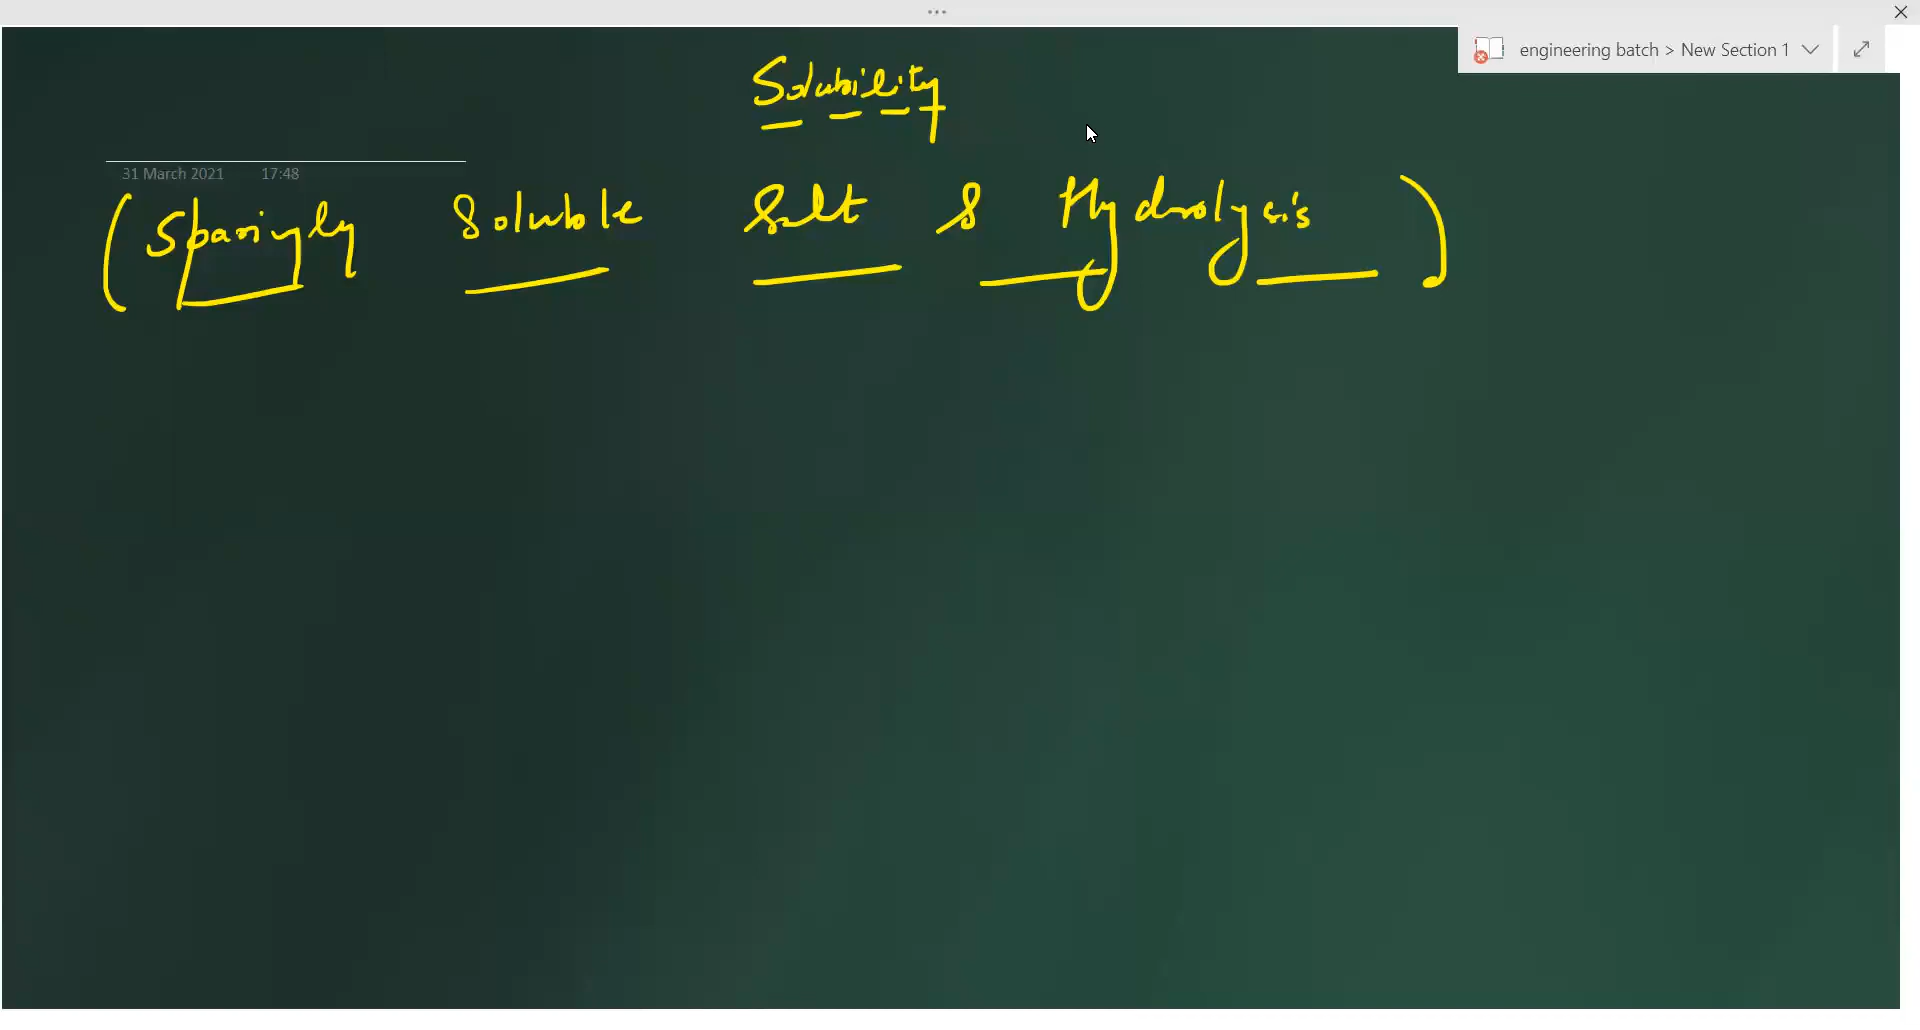 engineering batch > New Section 1
Solubility
31 March 2021 17:48
(Sparingly Soluble Salt & Hydrolysis)